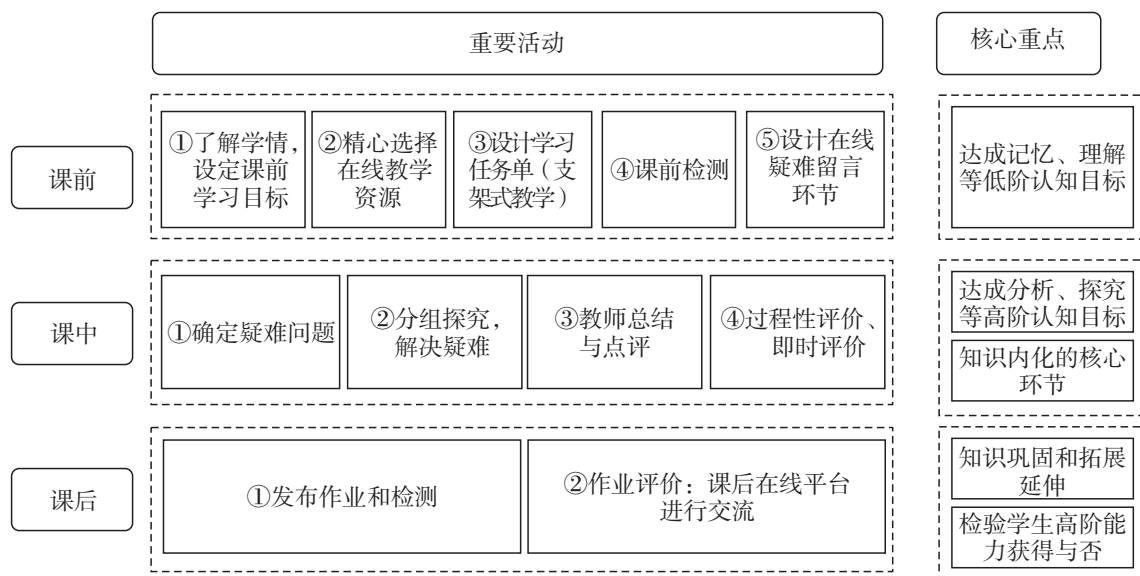 重要活动
核心重点
课前
①了解学情，
设定课前
学习目标
②精心选择
在线教学
资源
③设计学习
任务单（支
架式教学）
④课前检测
⑤设计在线
疑难留言
环节
达成记忆、理解
等低阶认知目标
课中
①确定疑难问题
②分组探究，
解决疑难
③教师总结
与点评
④过程性评价、
即时评价
达成分析、探究
等高阶认知目标
知识内化的核心
环节
课后
①发布作业和检测
②作业评价：课后在线平台
进行交流
知识巩固和拓展
延伸
检验学生高阶能
力获得与否